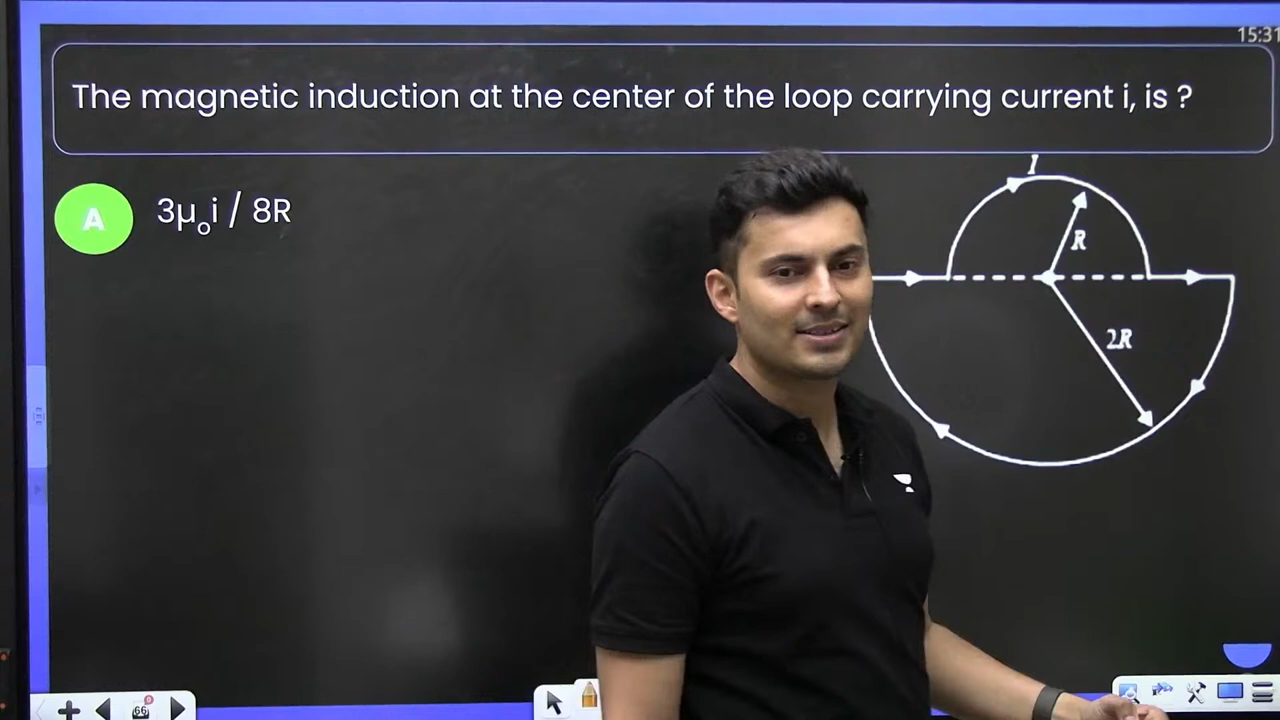 15:31
The magnetic induction at the center of the loop carrying current i, is ?
I
A 3μₒi / 8R
R
2R
66